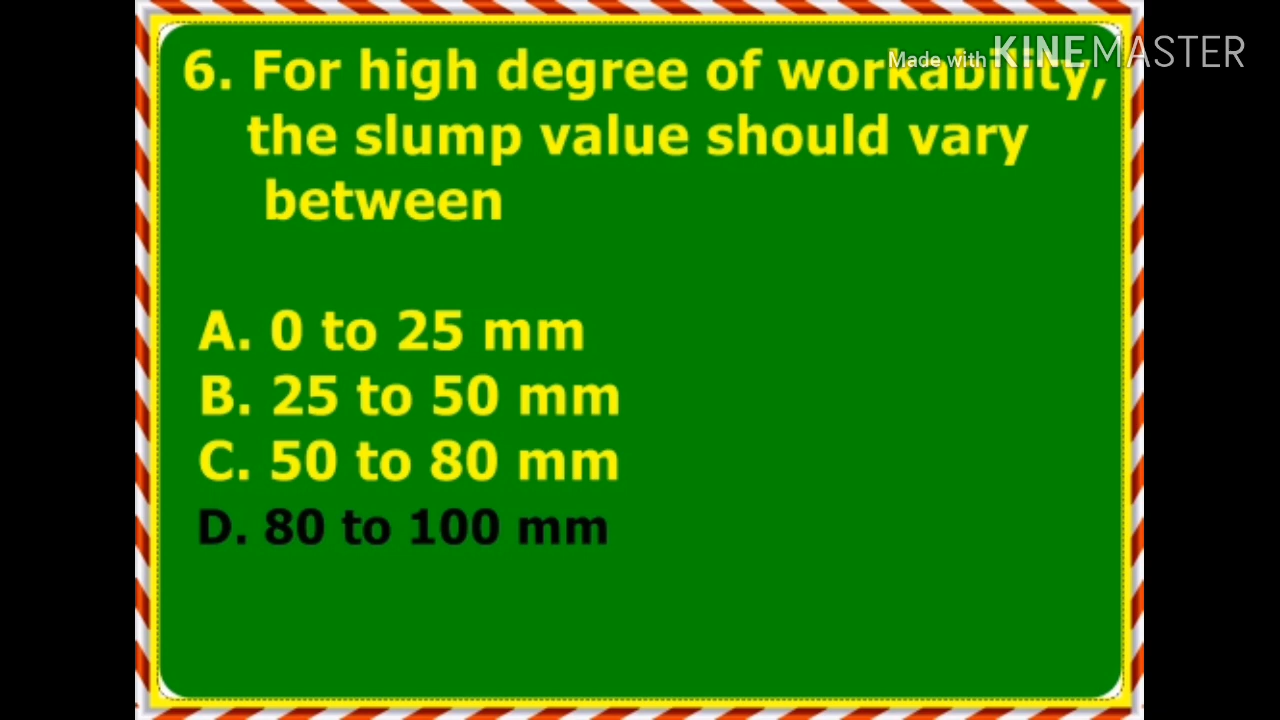 Made with KINEMASTER
6. For high degree of workability,
the slump value should vary
between
A. 0 to 25 mm
B. 25 to 50 mm
C. 50 to 80 mm
D. 80 to 100 mm